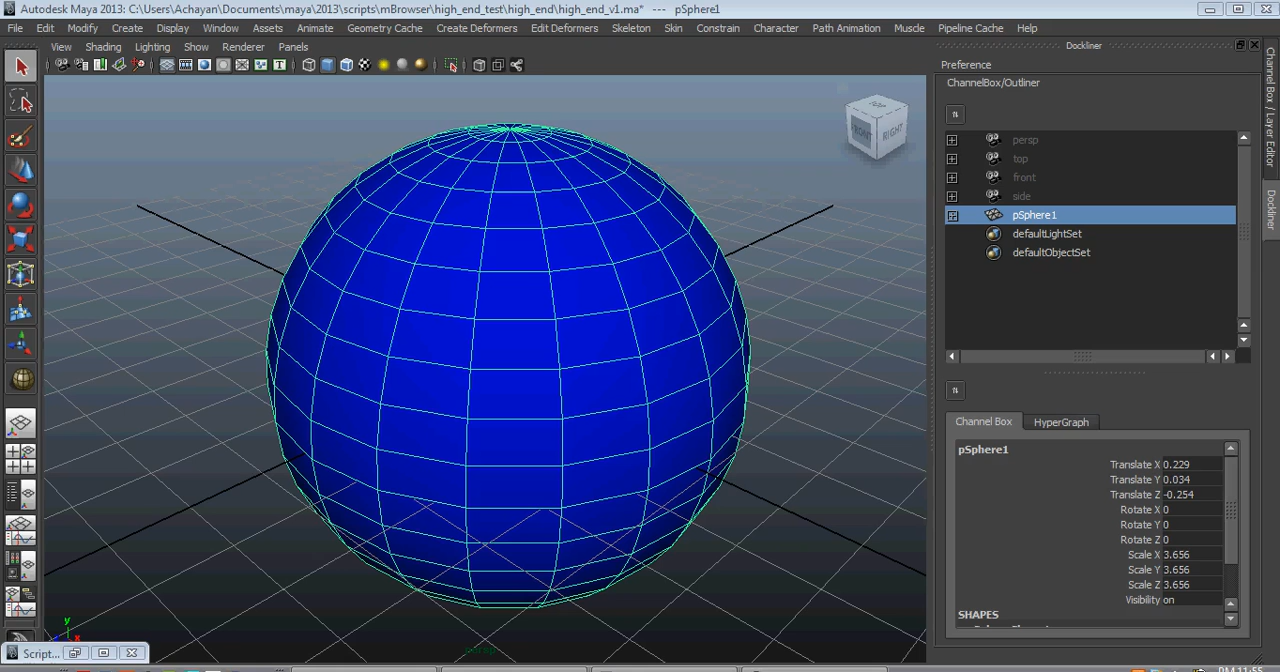 Autodesk Maya 2013: C:\Users\Achayan\Documents\maya\2013\scripts\mBrowser\high_end_test\high_end\high_end_v1.ma* --- pSphere1
File Edit Modify Create Display Window Assets Animate Geometry Cache Create Deformers Edit Deformers Skeleton Skin Constrain Character Path Animation Muscle Pipeline Cache Help
View Shading Lighting Show Renderer Panels
Dockliner
Preference
ChannelBox/Outliner
TOP
FRONT RIGHT
persp
top
front
side
pSphere1
defaultLightSet
defaultObjectSet
Channel Box HyperGraph
pSphere1
Translate X 0.229
Translate Y 0.034
Translate Z -0.254
Rotate X 0
Rotate Y 0
Rotate Z 0
Scale X 3.656
Scale Y 3.656
Scale Z 3.656
Visibility on
SHAPES
Channel Box / Layer Editor
Dockliner
y
x
persp
Script...